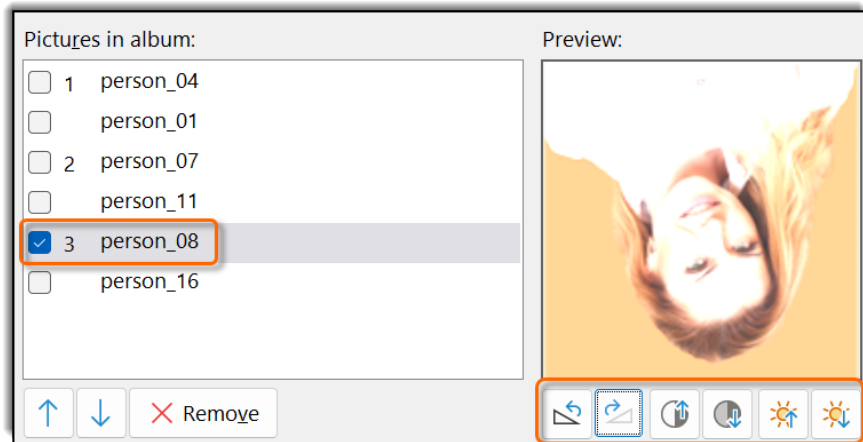 Pictures in album:
1 person_04
person_01
2 person_07
person_11
3 person_08
person_16
Remove
Preview: